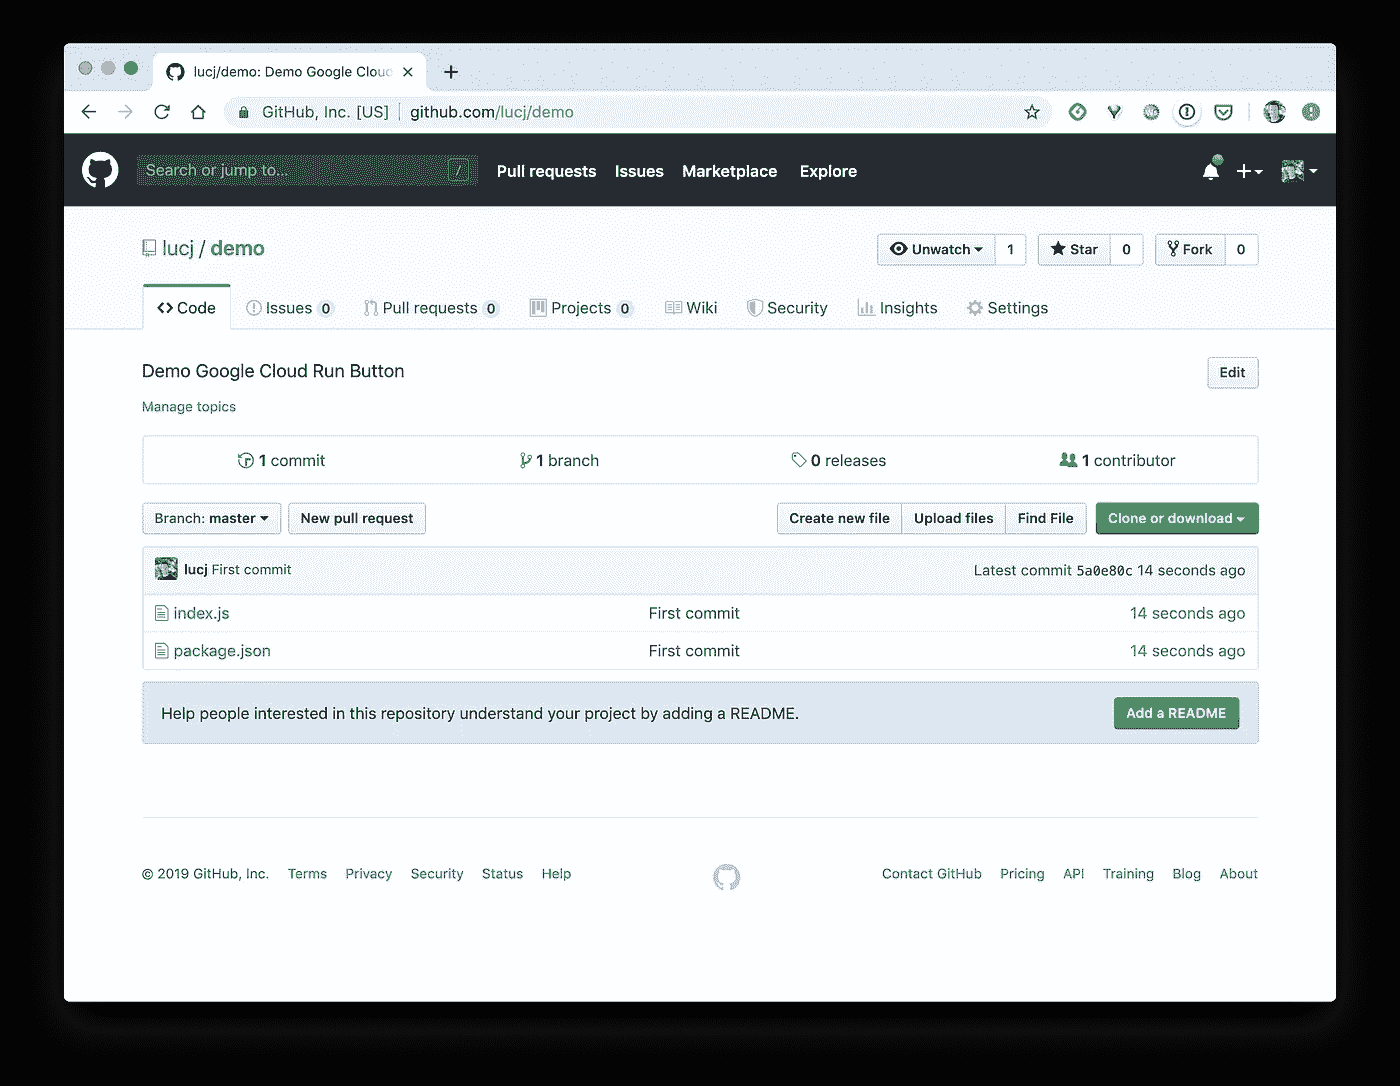 lucj/demo: Demo Google Cloud
GitHub, Inc. [US] github.com/lucj/demo
Search or jump to... / Pull requests Issues Marketplace Explore
lucj / demo Unwatch 1 Star 0 Fork 0
Code Issues 0 Pull requests 0 Projects 0 Wiki Security Insights Settings
Demo Google Cloud Run Button Edit
Manage topics
1 commit 1 branch 0 releases 1 contributor
Branch: master New pull request Create new file Upload files Find File Clone or download
lucj First commit Latest commit 5a0e80c 14 seconds ago
index.js First commit 14 seconds ago
package.json First commit 14 seconds ago
Help people interested in this repository understand your project by adding a README. Add a README
© 2019 GitHub, Inc. Terms Privacy Security Status Help Contact GitHub Pricing API Training Blog About